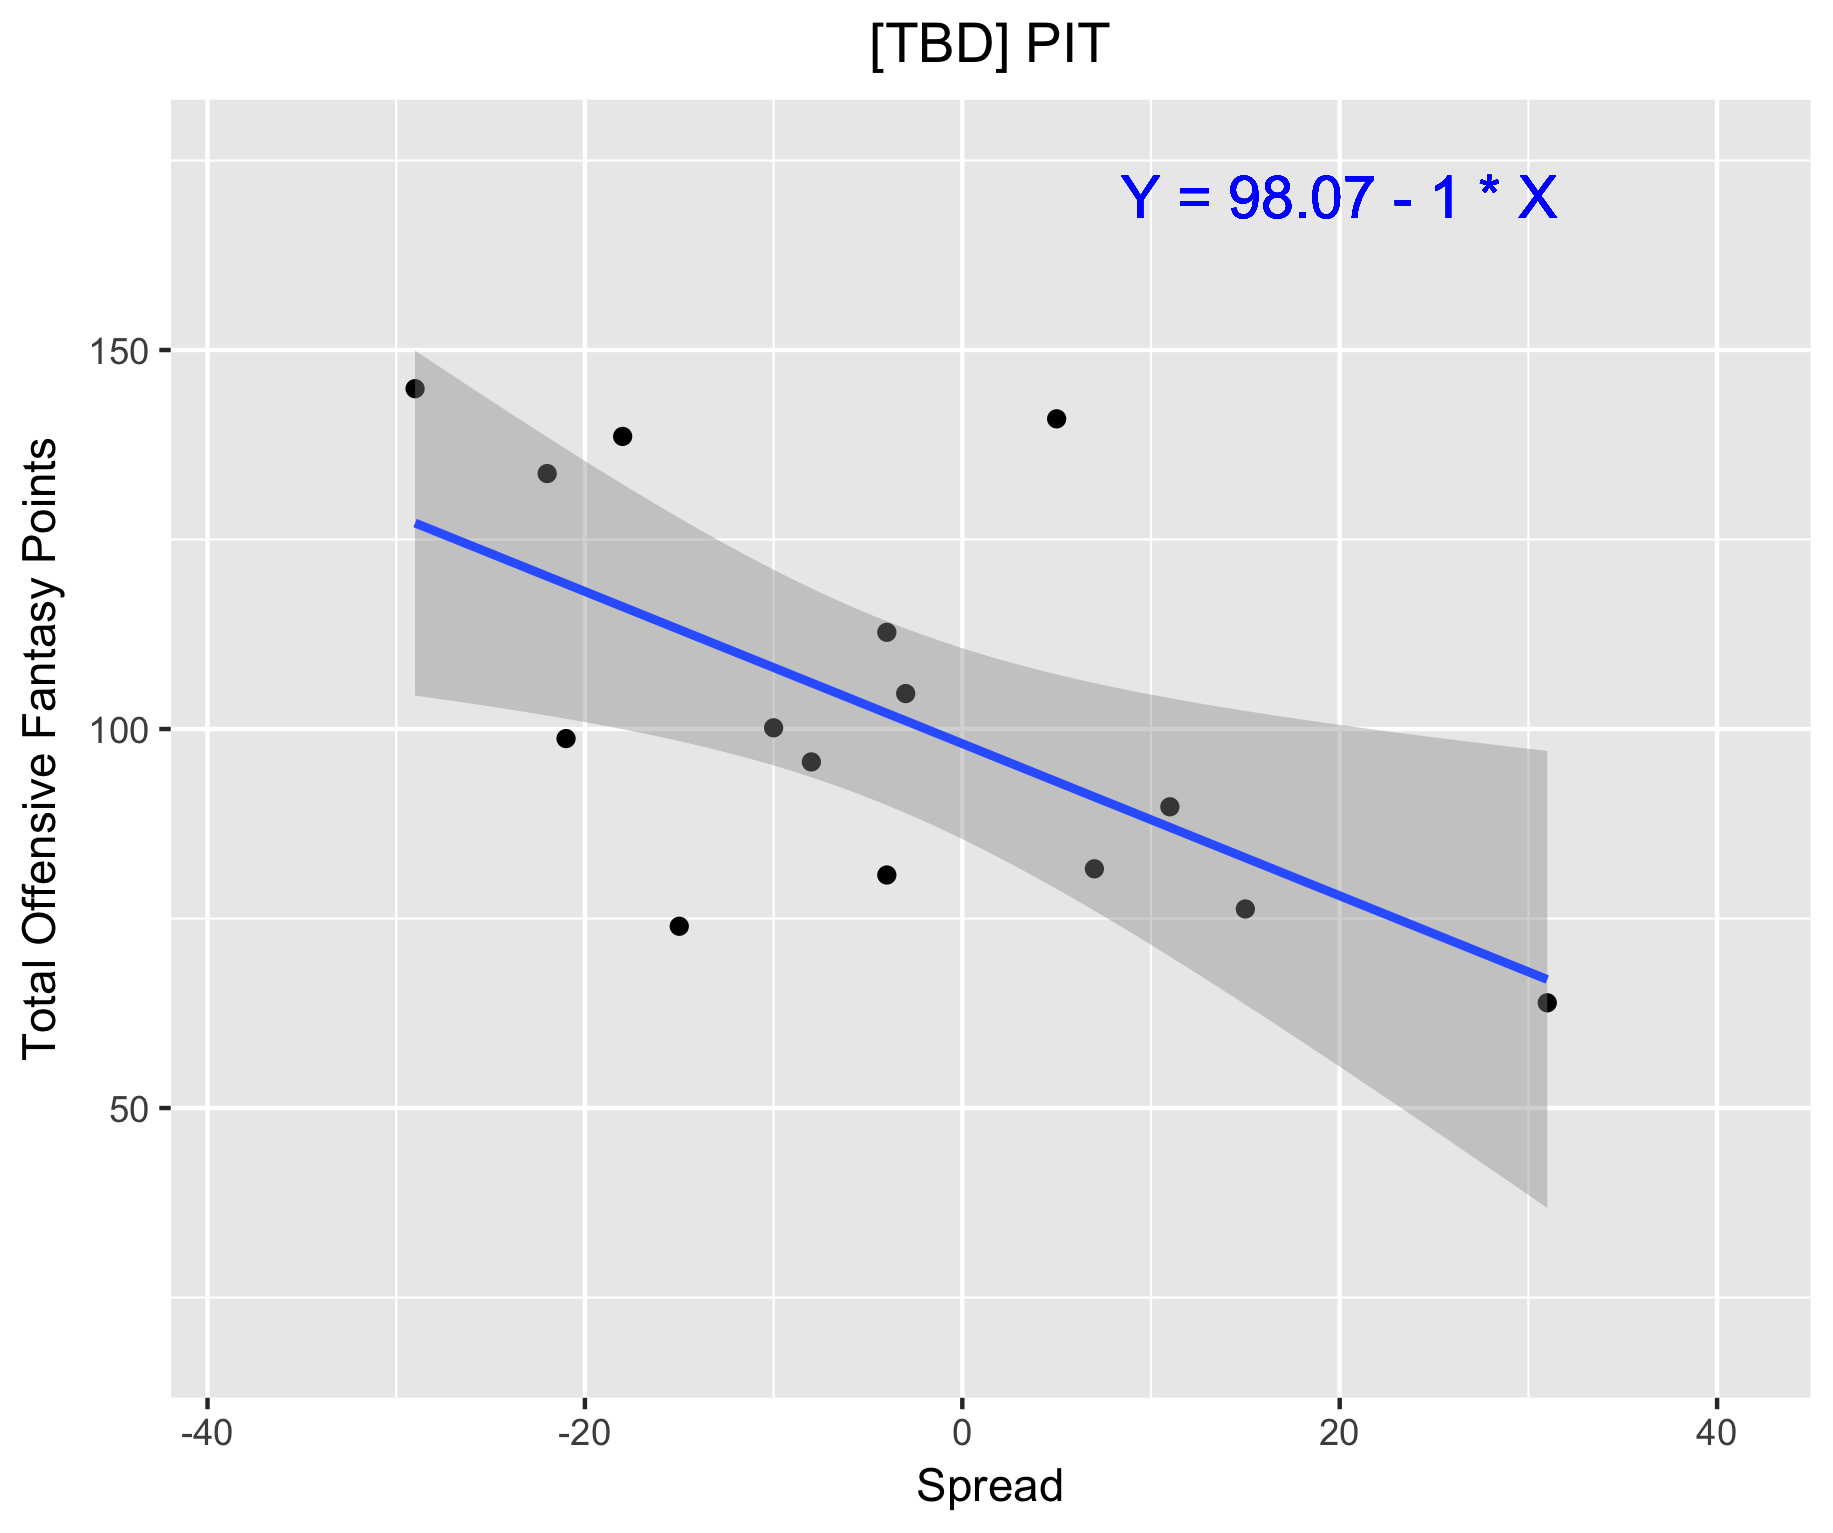 [TBD] PIT
Y = 98.07 - 1 * X
Total Offensive Fantasy Points
150
100
50
-40
-20
0
20
40
Spread